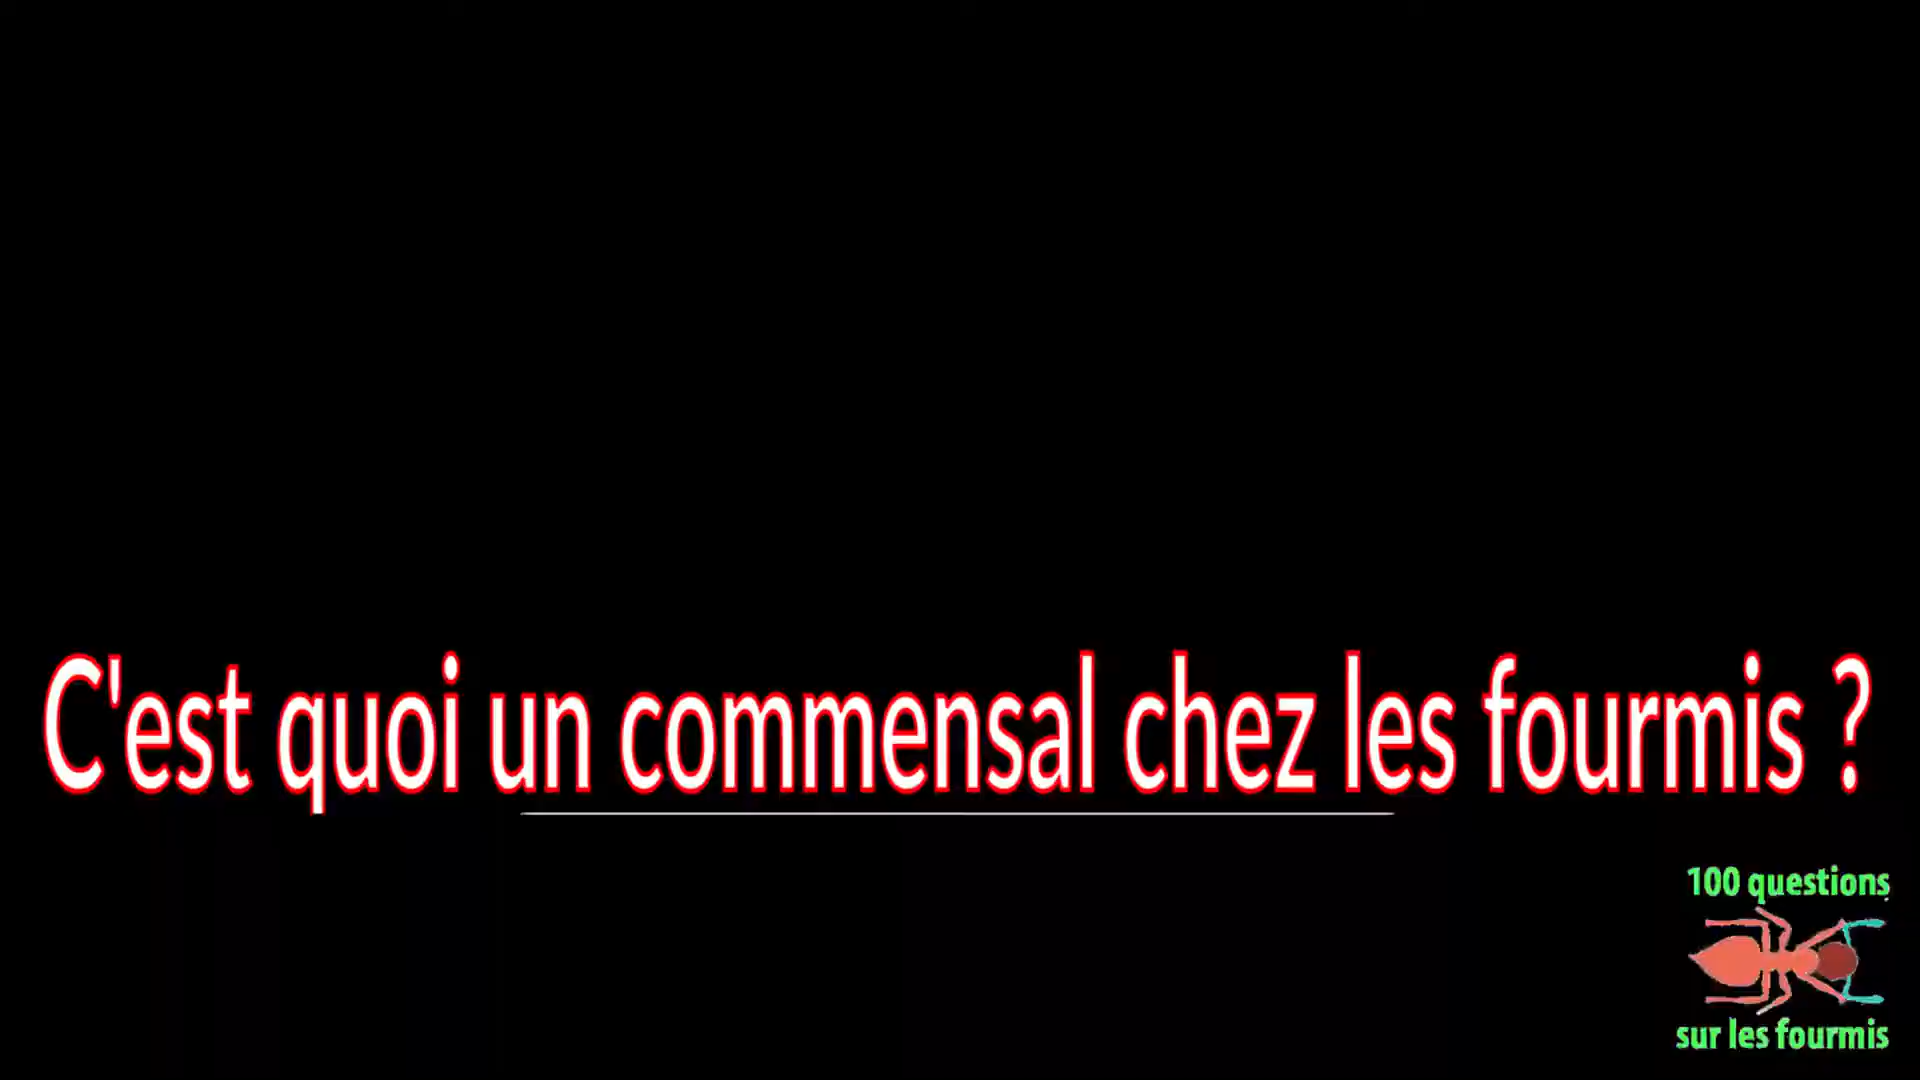 C'est quoi un commensal chez les fourmis ?
100 questions
sur les fourmis